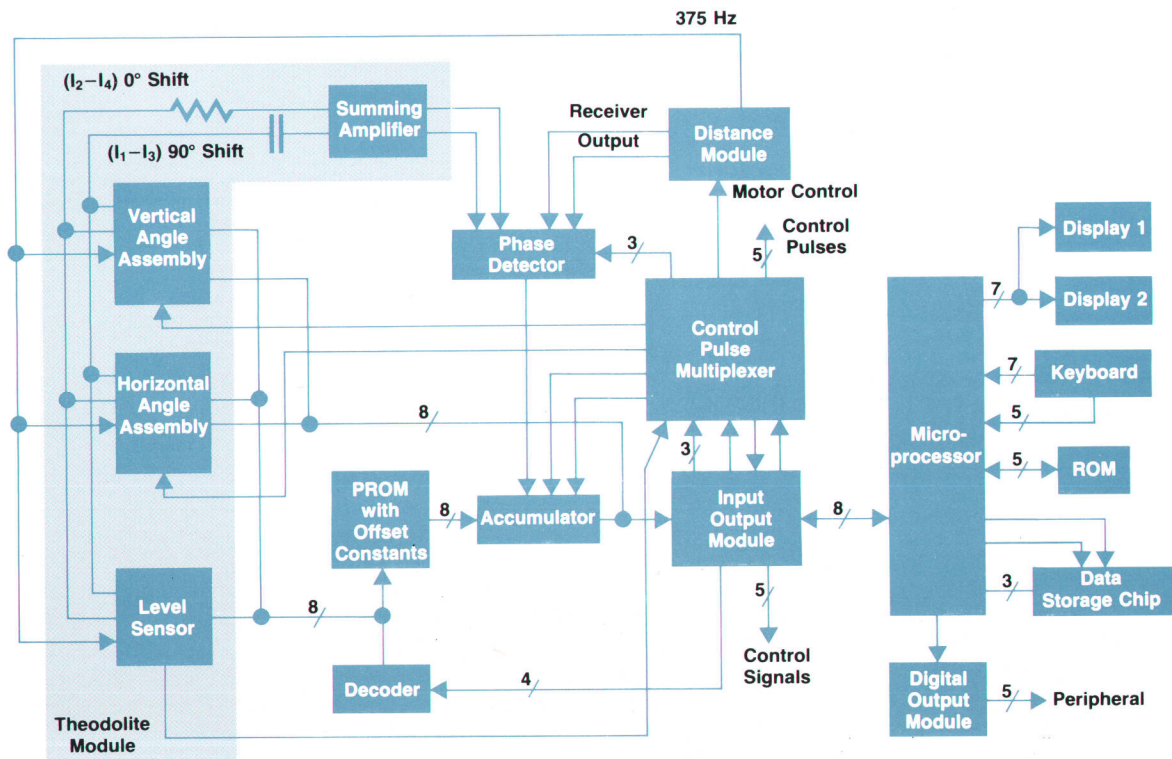 375 Hz
(I₂−I₄) 0° Shift
Summing
Amplifier
(I₁−I₃) 90° Shift
Receiver
Output
Distance
Module
Motor Control
Control
Pulses
5
Vertical
Angle
Assembly
Phase
Detector
3
Control
Pulse
Multiplexer
Horizontal
Angle
Assembly
8
3
PROM
with
Offset
Constants
8
Accumulator
Input
Output
Module
8
5
Control
Signals
Level
Sensor
8
Decoder
4
Theodolite
Module
Micro-
processor
7
Display 1
Display 2
7
Keyboard
5
5
ROM
3
Data
Storage Chip
Digital
Output
Module
5
Peripheral